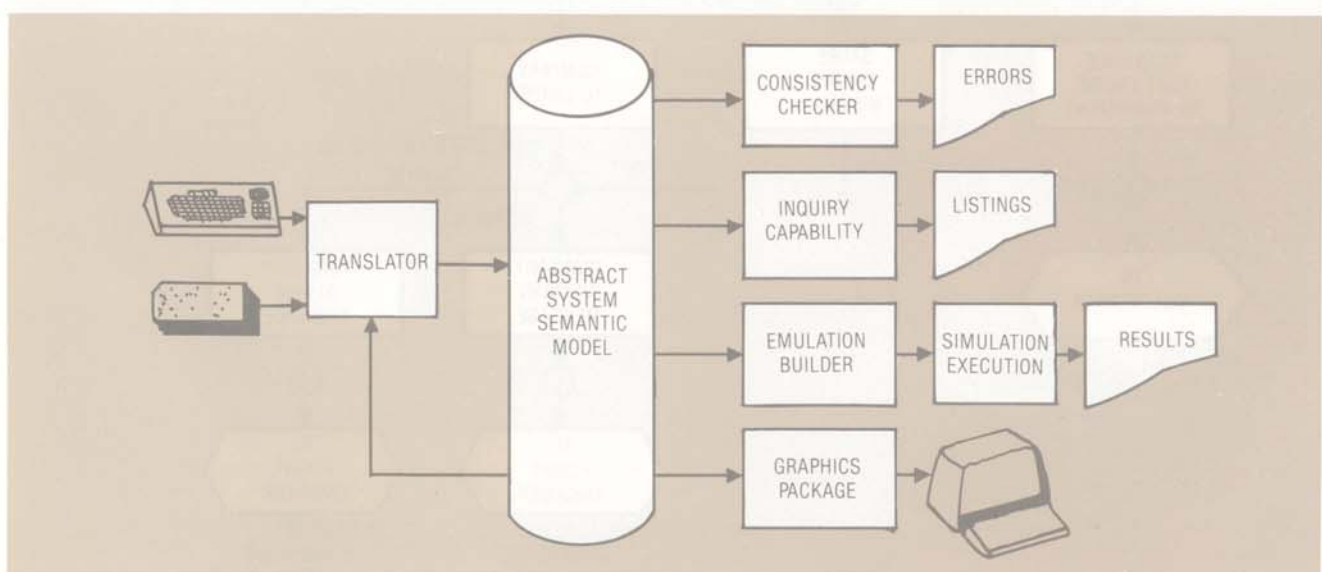 CONSISTENCY
CHECKER
ERRORS
INQUIRY
CAPABILITY
LISTINGS
TRANSLATOR
ABSTRACT
SYSTEM
SEMANTIC
MODEL
EMULATION
BUILDER
SIMULATION
EXECUTION
RESULTS
GRAPHICS
PACKAGE